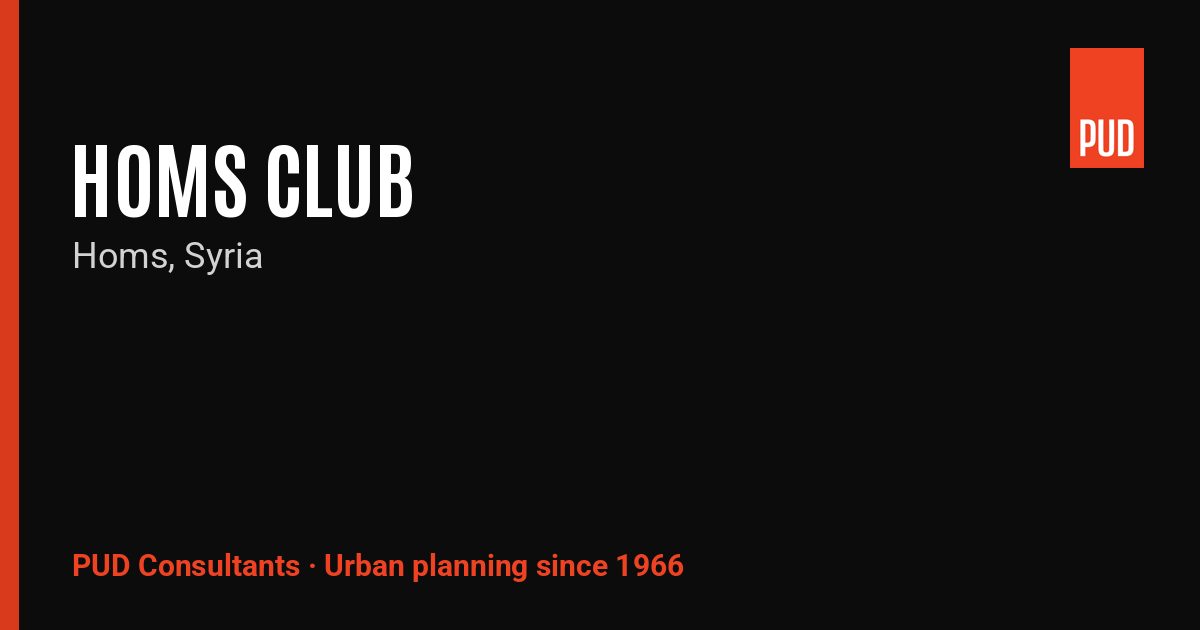 PUD
HOMS CLUB
Homs, Syria
PUD Consultants · Urban planning since 1966